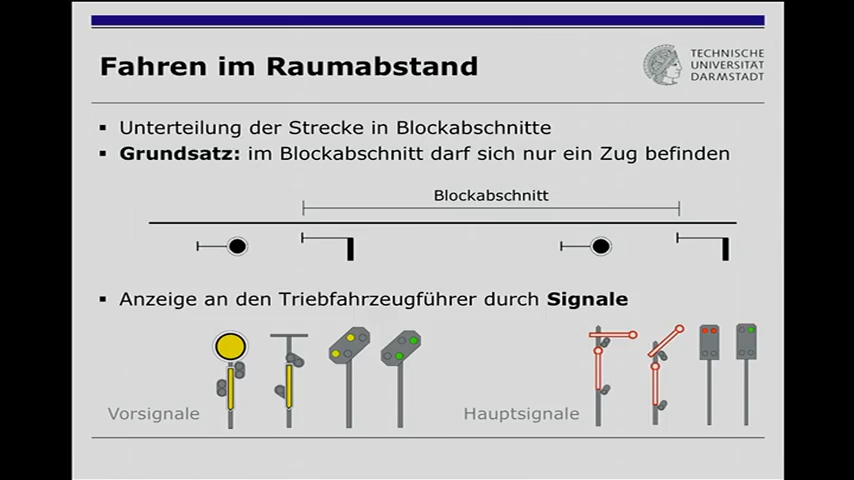 Fahren im Raumabstand
TECHNISCHE
UNIVERSITÄT
DARMSTADT
▪ Unterteilung der Strecke in Blockabschnitte
▪ Grundsatz: im Blockabschnitt darf sich nur ein Zug befinden
Blockabschnitt
▪ Anzeige an den Triebfahrzeugführer durch Signale
Vorsignale
Hauptsignale